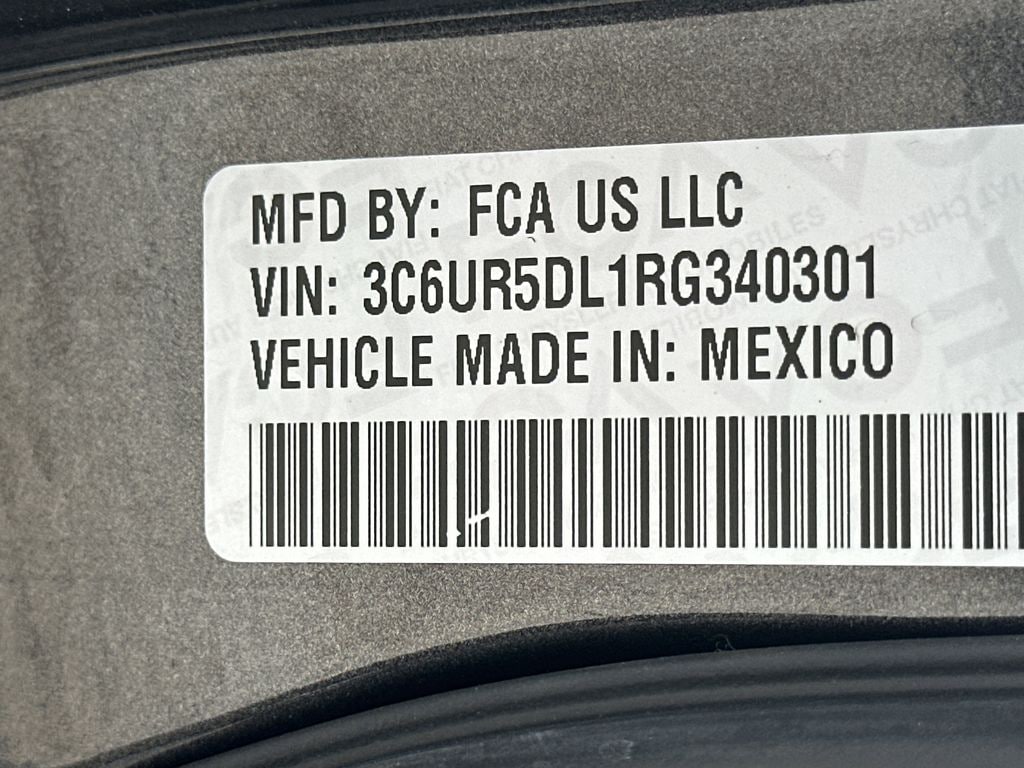 MFD BY: FCA US LLC
VIN: 3C6UR5DL1RG340301
VEHICLE MADE IN: MEXICO